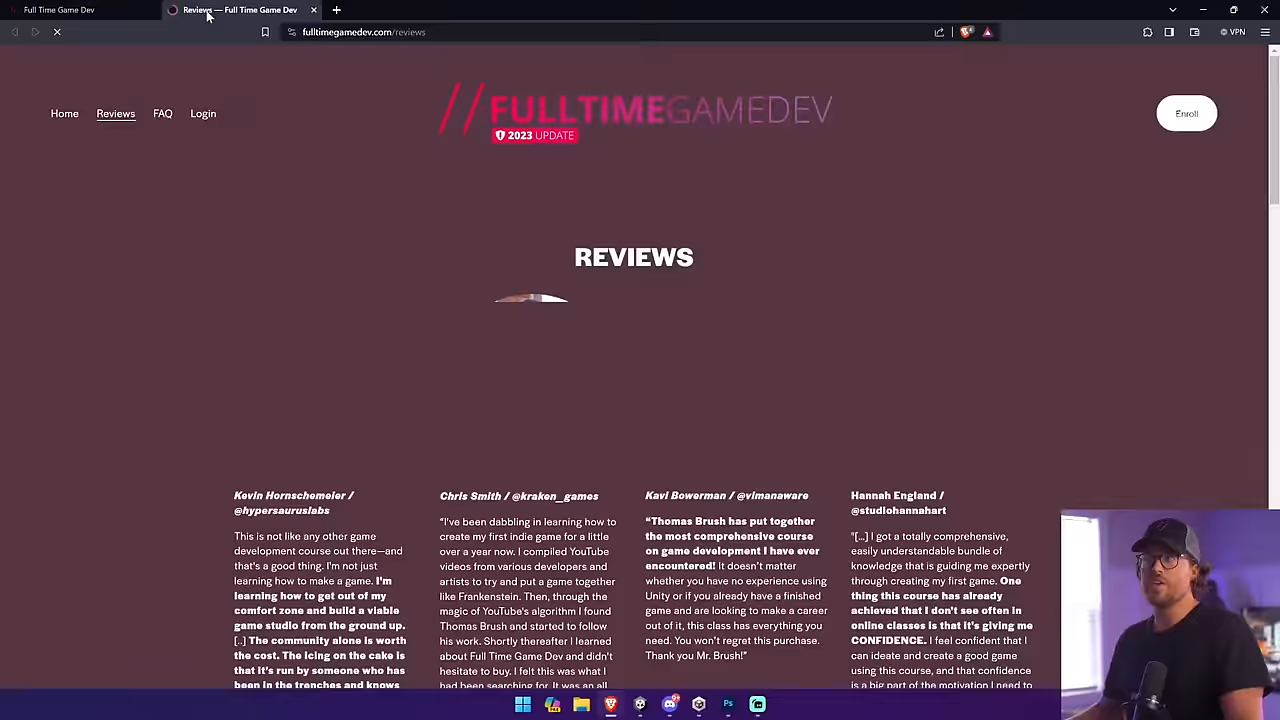 Full Time Game Dev
Reviews — Full Time Game Dev
fulltimegamedev.com/reviews
VPN
Home
Reviews
FAQ
Login
//FULLTIMEGAMEDEV
2023 UPDATE
Enroll
REVIEWS
Kevin Hornschemeier /
@hypersauruslabs
This is not like any other game
development course out there—and
that's a good thing. I'm not just
learning how to make a game. I'm
learning how to get out of my
comfort zone and build a viable
game studio from the ground up.
[..] The community alone is worth
the cost. The icing on the cake is
that it's run by someone who has
been in the trenches and knows
Chris Smith / @kraken_games
"I've been dabbling in learning how to
create my first indie game for a little
over a year now. I compiled YouTube
videos from various developers and
artists to try and put a game together
like Frankenstein. Then, through the
magic of YouTube's algorithm I found
Thomas Brush and started to follow
his work. Shortly thereafter I learned
about Full Time Game Dev and didn't
hesitate to buy. I felt this was what I
had been searching for. It was an all
Kavi Bowerman / @vimanaware
"Thomas Brush has put together
the most comprehensive course
on game development I have ever
encountered! It doesn't matter
whether you have no experience using
Unity or if you already have a finished
game and are looking to make a career
out of it, this class has everything you
need. You won't regret this purchase.
Thank you Mr. Brush!"
Hannah England /
@studiohannahart
"[...] I got a totally comprehensive,
easily understandable bundle of
knowledge that is guiding me expertly
through creating my first game. One
thing this course has already
achieved that I don't see often in
online classes is that it's giving me
CONFIDENCE. I feel confident that I
can ideate and create a good game
using this course, and that confidence
is a big part of the motivation I need to